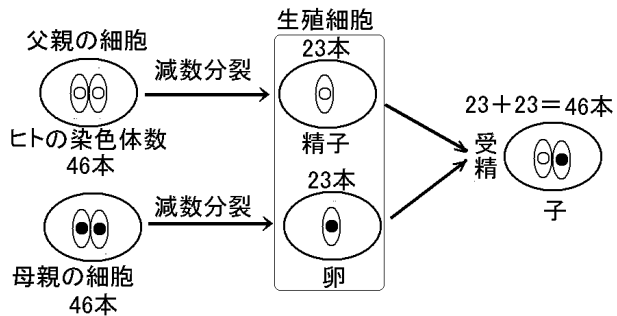 父親の細胞
ヒトの染色体数
46本
減数分裂
生殖細胞
23本
精子
母親の細胞
46本
減数分裂
23本
卵
受精
23+23=46本
子